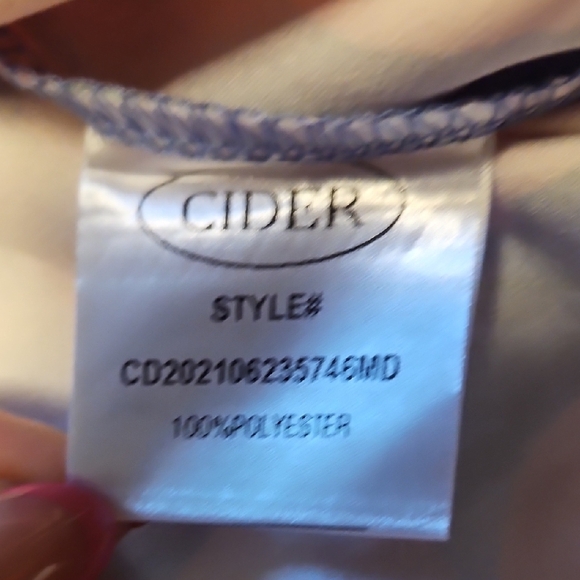 CIDER
STYLE#
CD202106235746MD
100%POLYESTER